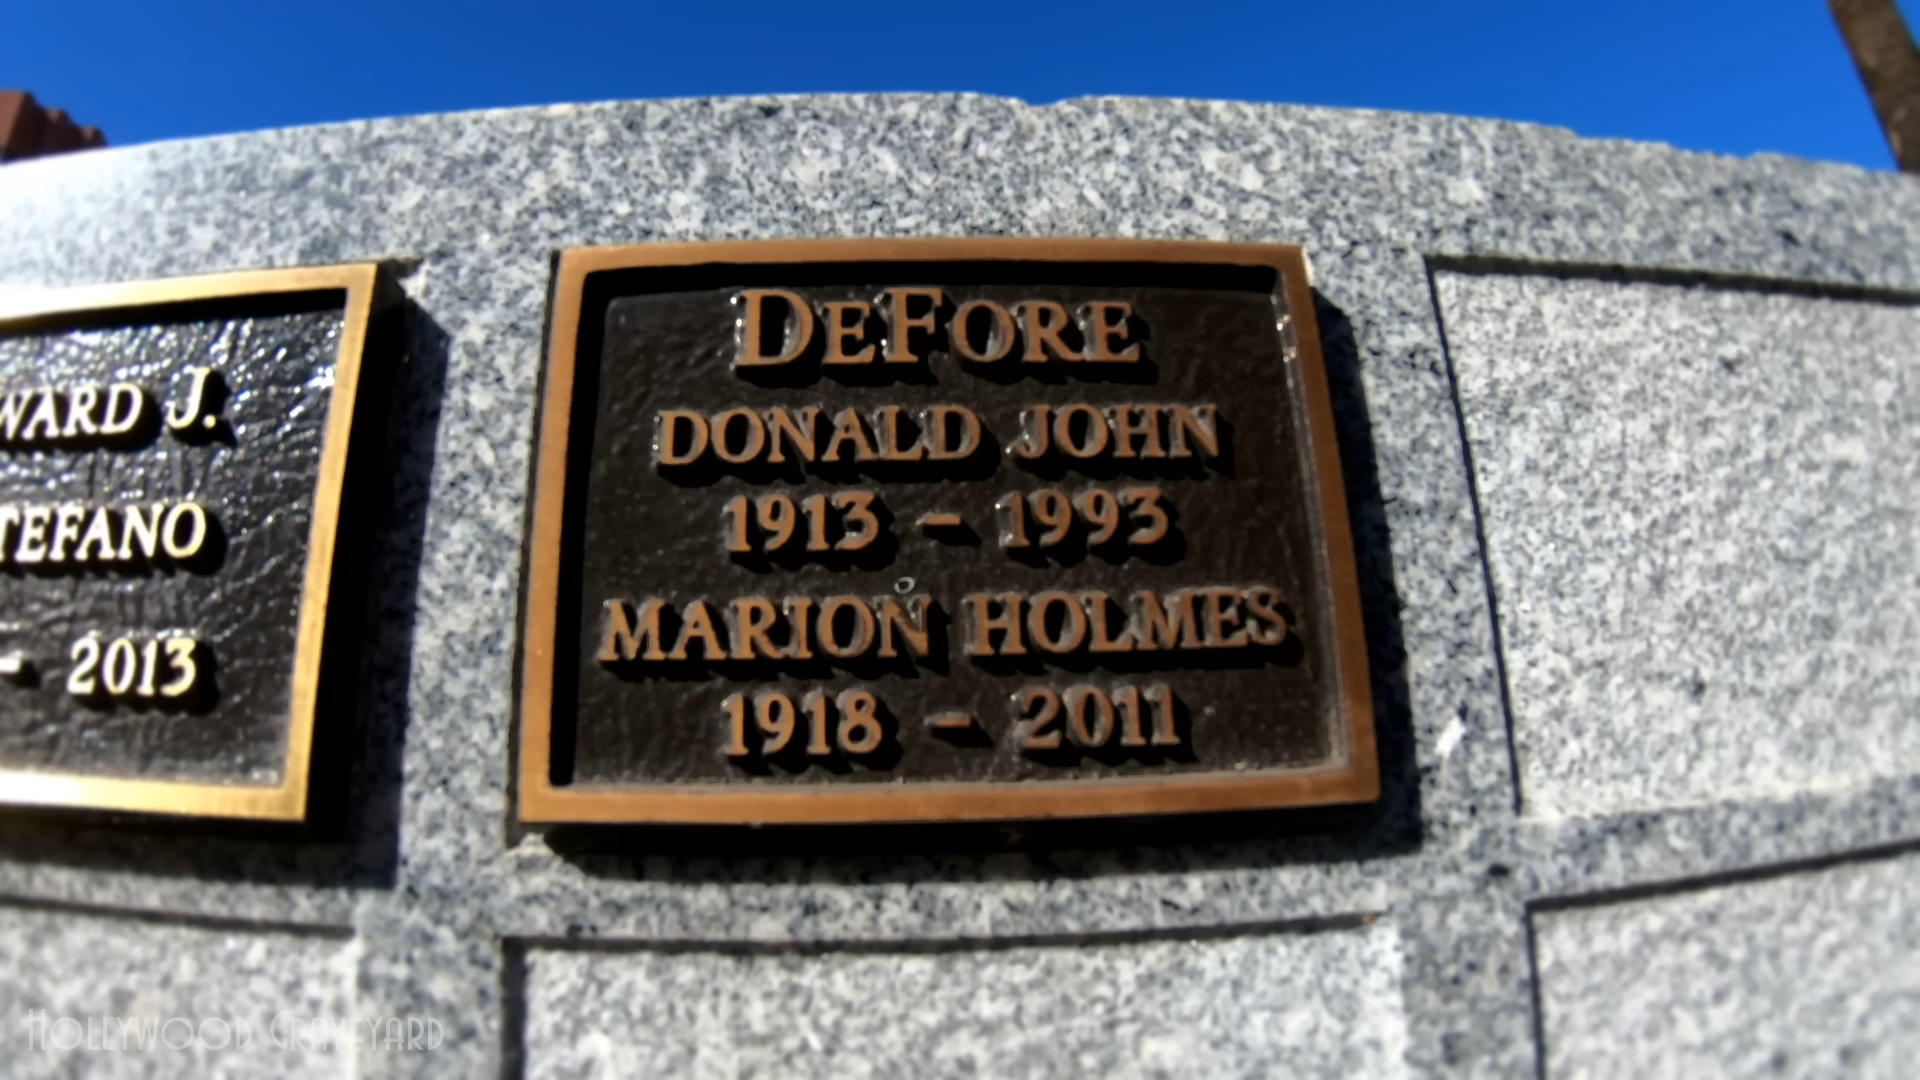 WARD J.
TEFANO
- 2013
DEFORE
DONALD JOHN
1913 - 1993
MARION HOLMES
1918 - 2011
HOLLYWOOD GRAVEYARD